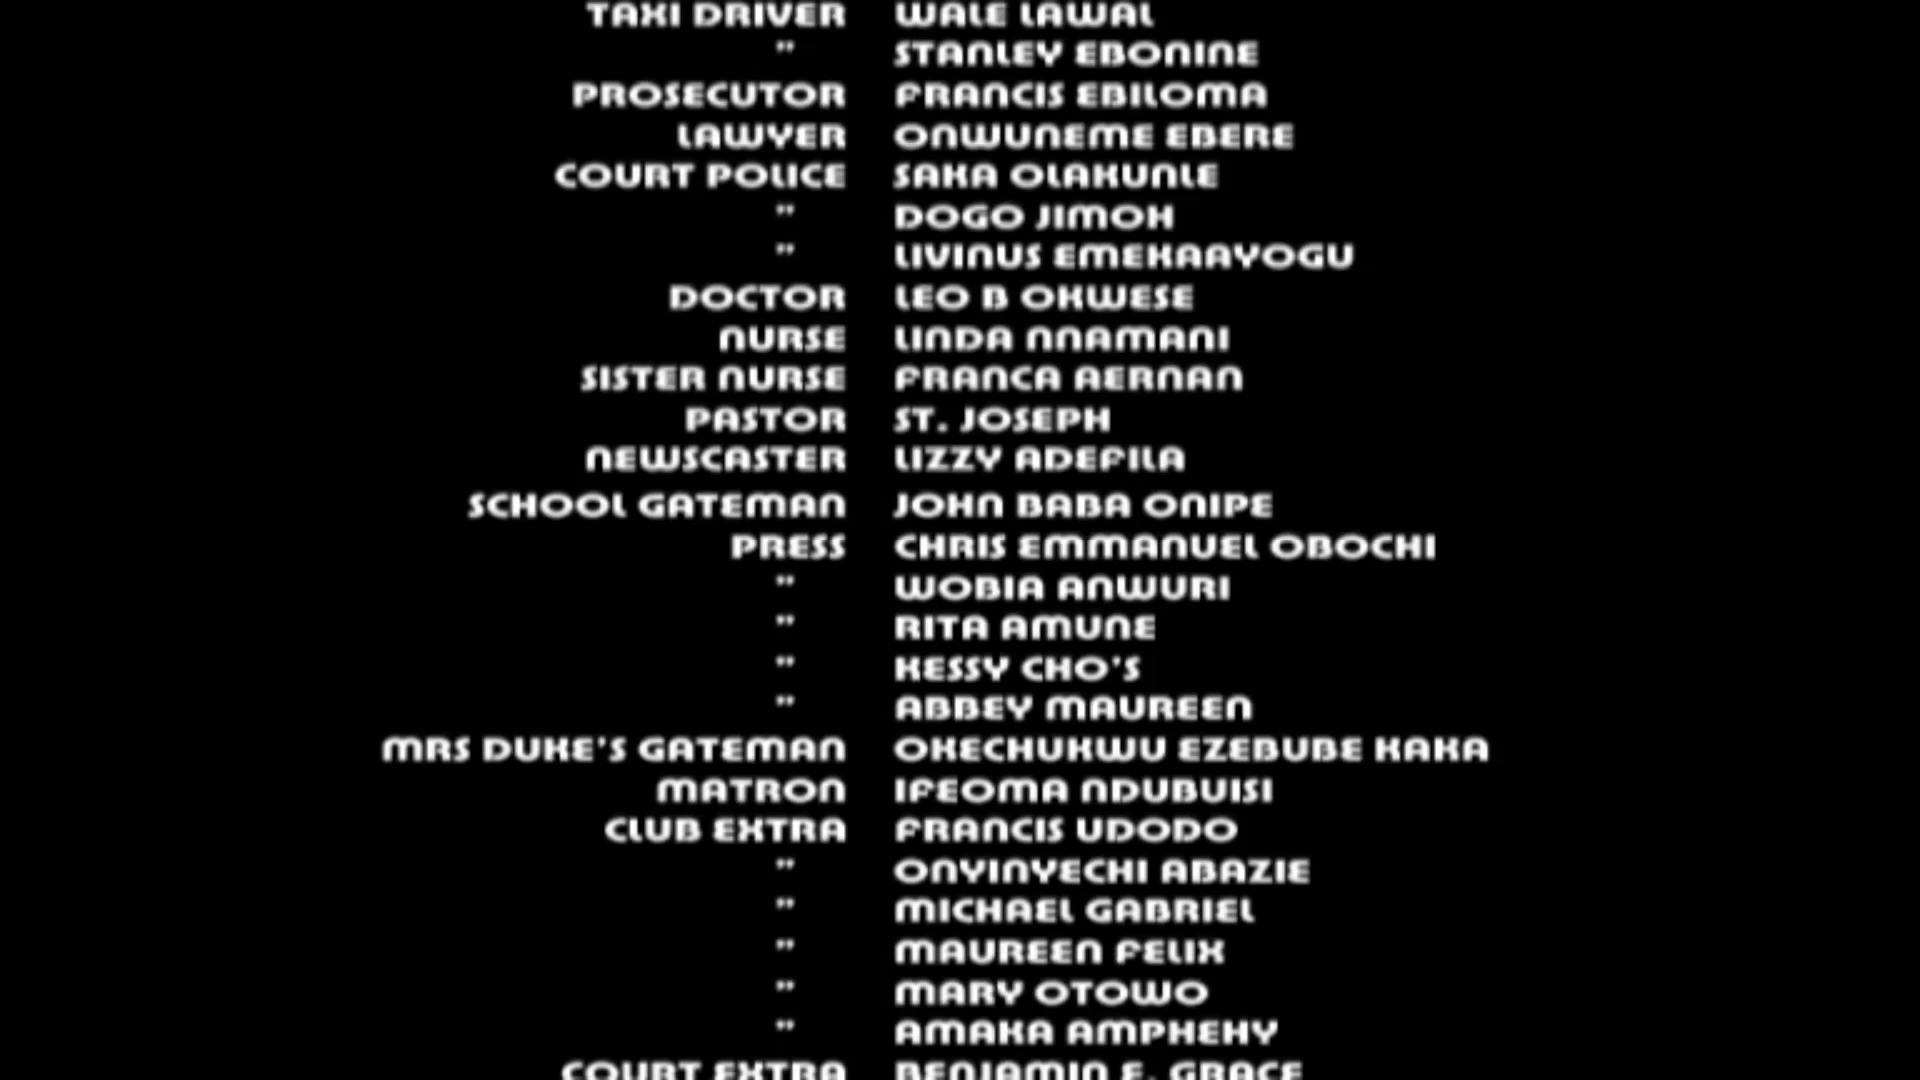 TAXI DRIVER WALE LAWAL
" STANLEY EBONINE
PROSECUTOR FRANCIS EBILOMA
LAWYER ONWUNEME EBERE
COURT POLICE SAKA OLAKUNLE
" DOGO JIMOH
" LIVINUS EMEKAAYOGU
DOCTOR LEO B OKWESE
NURSE LINDA NNAMANI
SISTER NURSE FRANCA AERNAN
PASTOR ST. JOSEPH
NEWSCASTER LIZZY ADEFILA
SCHOOL GATEMAN JOHN BABA ONIPE
PRESS CHRIS EMMANUEL OBOCHI
" WOBIA ANWURI
" RITA AMUNE
" KESSY CHO'S
" ABBEY MAUREEN
MRS DUKE'S GATEMAN OKECHUKWU EZEBUBE KAKA
MATRON IFEOMA NDUBUISI
CLUB EXTRA FRANCIS UDODO
" ONYINYECHI ABAZIE
" MICHAEL GABRIEL
" MAUREEN FELIX
" MARY OTOWO
" AMAKA AMPHEHY
COURT EXTRA BENJAMIN E. GRACE